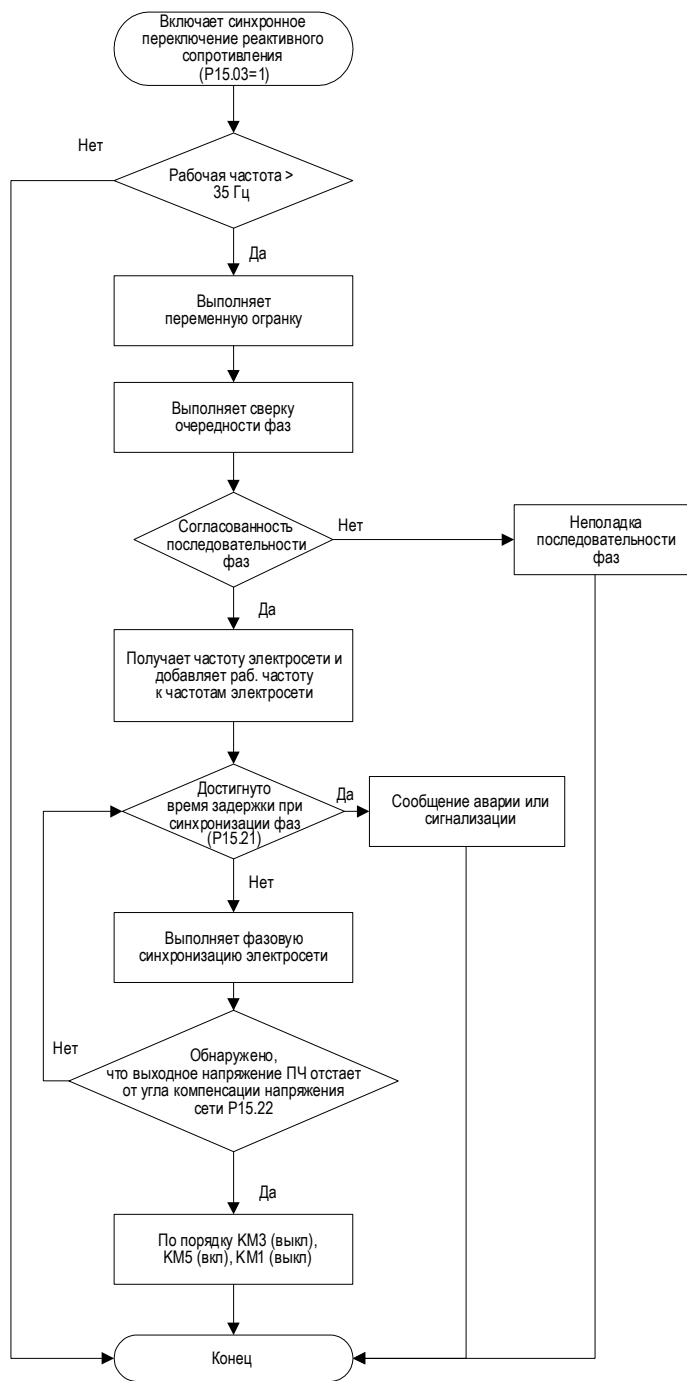 Включает синхронное
переключение реактивного
сопротивления
(P15.03=1)
Нет
Рабочая частота >
35 Гц
Да
Выполняет
переменную огранку
Выполняет сверку
очередности фаз
Согласованность
последовательности
фаз
Нет
Неполадка
последовательности
фаз
Да
Получает частоту электросети и
добавляет раб. частоту
к частотам электросети
Достигнуто
время задержки при
синхронизации фаз
(P15.21)
Да
Сообщение аварии или
сигнализации
Нет
Выполняет фазовую
синхронизацию электросети
Нет
Обнаружено,
что выходное напряжение ПЧ отстает
от угла компенсации напряжения
сети P15.22
Да
По порядку KM3 (выкл),
KM5 (вкл), KM1 (выкл)
Конец